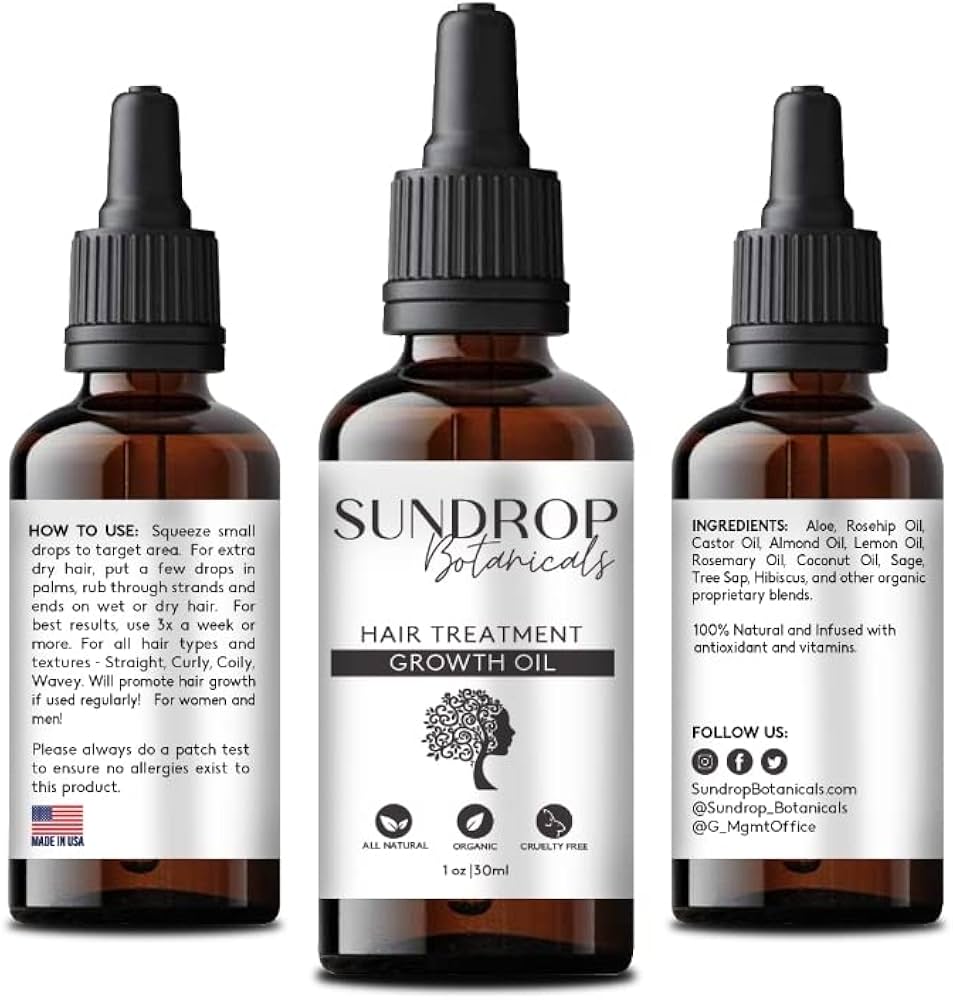 HOW TO USE: Squeeze small
drops to target area. For extra
dry hair, put a few drops in
palms, rub through strands and
ends on wet or dry hair. For
best results, use 3x a week or
more. For all hair types and
textures - Straight, Curly, Coily,
Wavey. Will promote hair growth
if used regularly! For women and
men!
Please always do a patch test
to ensure no allergies exist to
this product.
MADE IN USA
SUNDROP
Botanicals
HAIR TREATMENT
GROWTH OIL
ALL NATURAL
ORGANIC
CRUELTY FREE
1 oz|30ml
INGREDIENTS: Aloe, Rosehip Oil,
Castor Oil, Almond Oil, Lemon Oil,
Rosemary Oil, Coconut Oil, Sage,
Tree Sap, Hibiscus, and other organic
proprietary blends.
100% Natural and Infused with
antioxidant and vitamins.
FOLLOW US:
SundropBotanicals.com
@Sundrop_Botanicals
@G_MgmtOffice